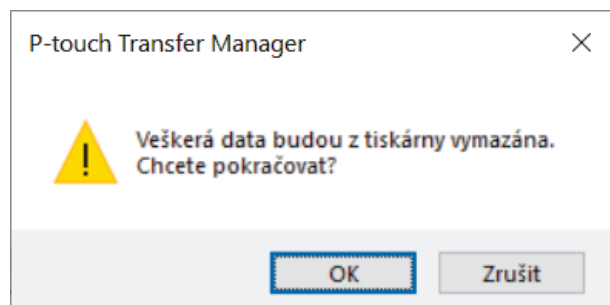 P-touch Transfer Manager
Veškerá data budou z tiskárny vymazána.
Chcete pokračovat?
OK
Zrušit